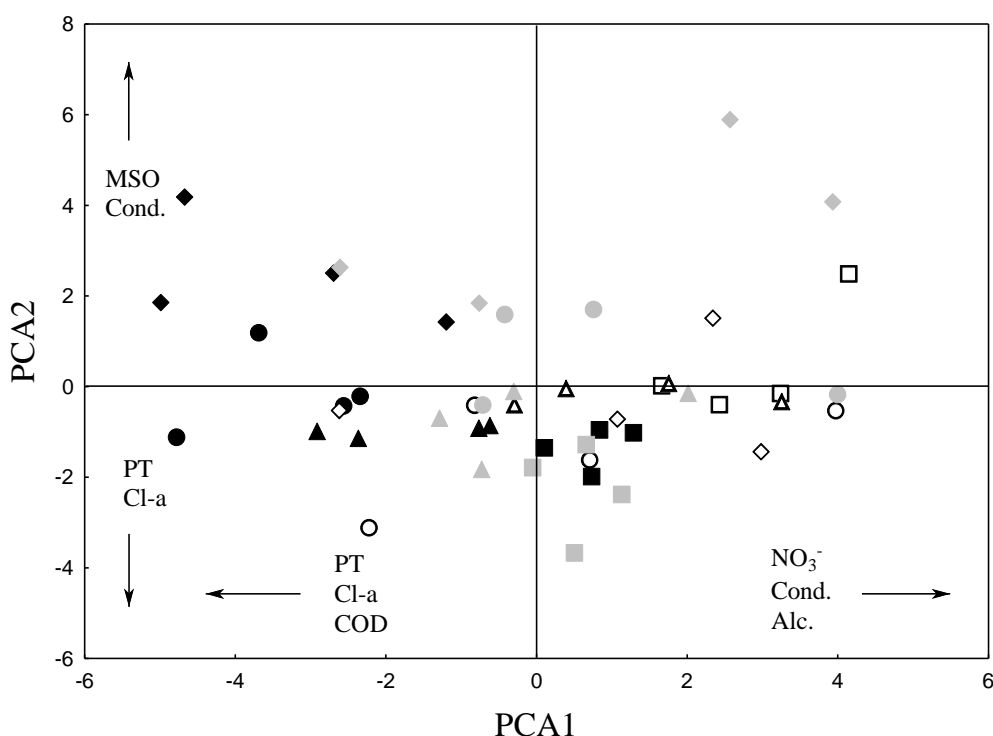 8
6
4
2
0
-2
-4
-6
-6
-4
-2
0
2
4
6
PCA2
PCA1
MSO
Cond.
PT
Cl-a
PT
Cl-a
COD
NO₃⁻
Cond.
Alc.